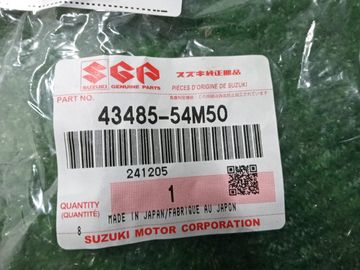 SGP スズキ純正部品
SUZUKI GENUINE PARTS PIÈCES D'ORIGINE DE SUZUKI
PART NO.
43485-54M50
241205
QUANTITY
(QUANTITÉ) 1
MADE IN JAPAN/FABRIQUE AU JAPON
8
SUZUKI MOTOR CORPORATION